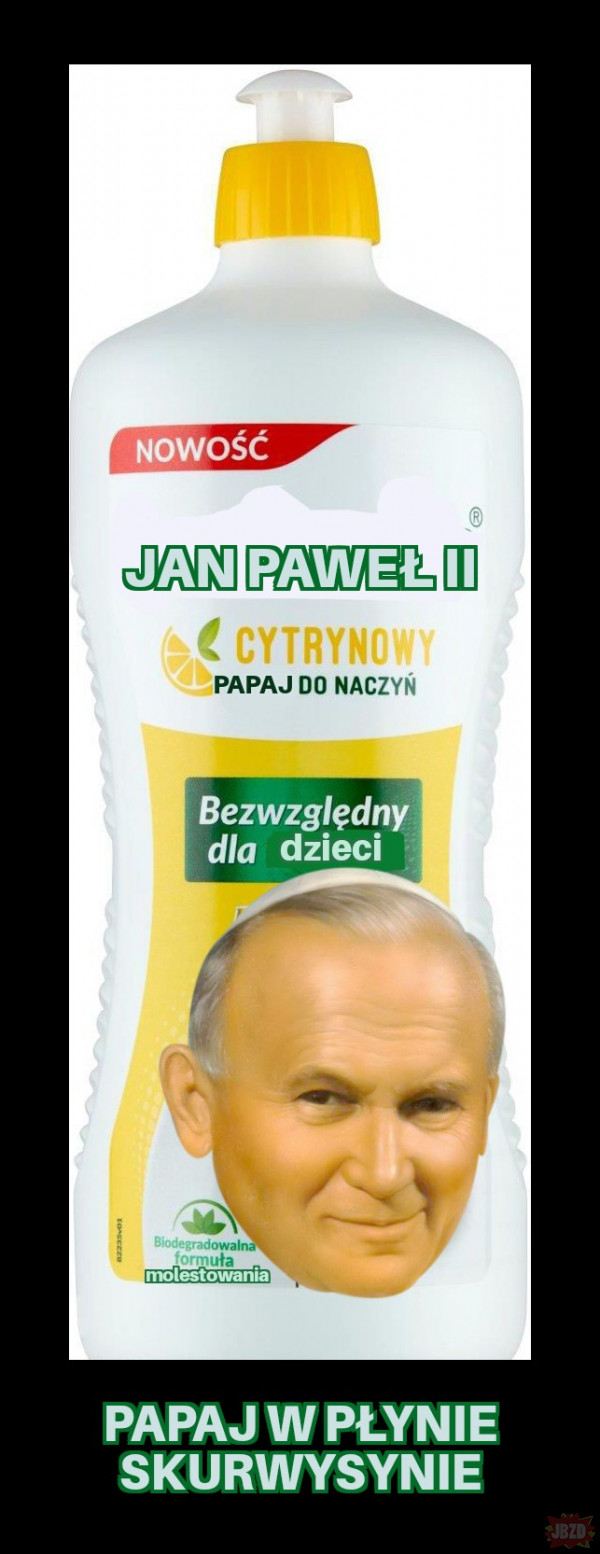 NOWOŚĆ
®
JAN PAWEŁ II
CYTRYNOWY
PAPAJ DO NACZYŃ
Bezwzględny
dla dzieci
Biodegradowalna
formuła
molestowania
PAPAJ W PŁYNIE
SKURWYSYNIE
JBZD